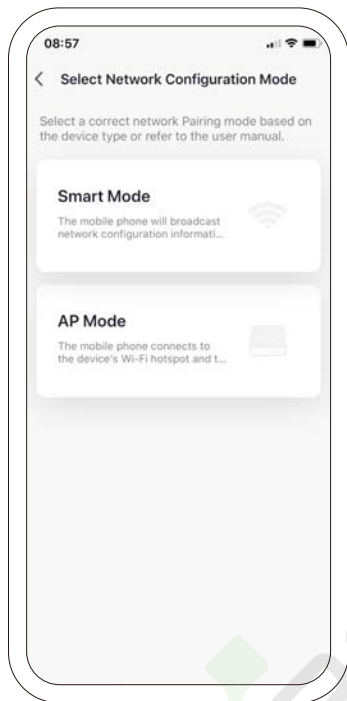 08:57
Select Network Configuration Mode
Select a correct network Pairing mode based on
the device type or refer to the user manual.
Smart Mode
The mobile phone will broadcast
network configuration informati...
AP Mode
The mobile phone connects to
the device's Wi-Fi hotspot and t...